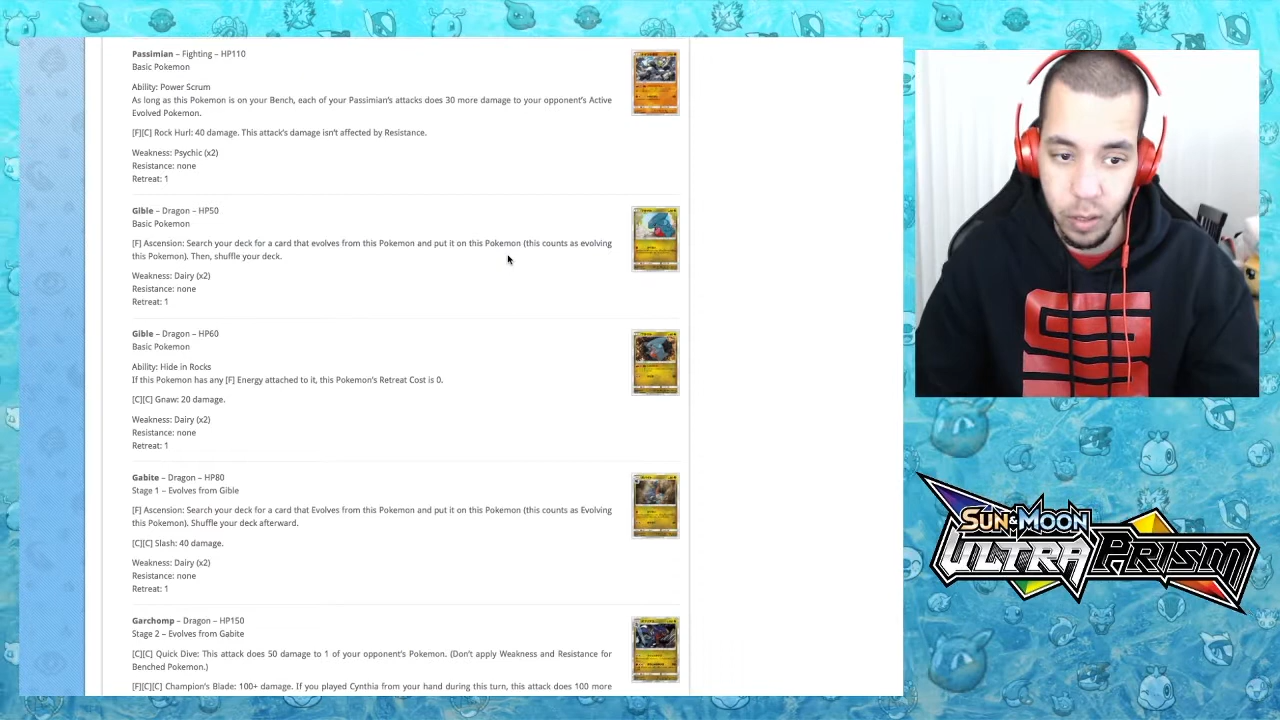 Passimian – Fighting – HP110
Basic Pokemon
Ability: Power Scrum
As long as this Pokemon is on your Bench, each of your Passimian's attacks does 30 more damage to your opponent's Active
Evolved Pokemon.
[F][C] Rock Hurl: 40 damage. This attack's damage isn't affected by Resistance.
Weakness: Psychic (x2)
Resistance: none
Retreat: 1
Gible – Dragon – HP50
Basic Pokemon
[F] Ascension: Search your deck for a card that evolves from this Pokemon and put it on this Pokemon (this counts as evolving
this Pokemon). Then, shuffle your deck.
Weakness: Dairy (x2)
Resistance: none
Retreat: 1
Gible – Dragon – HP60
Basic Pokemon
Ability: Hide in Rocks
If this Pokemon has any [F] Energy attached to it, this Pokemon's Retreat Cost is 0.
[C][C] Gnaw: 20 damage.
Weakness: Dairy (x2)
Resistance: none
Retreat: 1
Gabite – Dragon – HP80
Stage 1 – Evolves from Gible
[F] Ascension: Search your deck for a card that Evolves from this Pokemon and put it on this Pokemon (this counts as Evolving
this Pokemon). Shuffle your deck afterward.
[C][C] Slash: 40 damage.
Weakness: Dairy (x2)
Resistance: none
Retreat: 1
Garchomp – Dragon – HP150
Stage 2 – Evolves from Gabite
[C][C] Quick Dive: This attack does 50 damage to 1 of your opponent's Pokemon. (Don't apply Weakness and Resistance for
Benched Pokemon.)
[F][C][C] Champion's Blade: 100+ damage. If you played Cynthia from your hand during this turn, this attack does 100 more
SUN & MOON
ULTRA PRISM